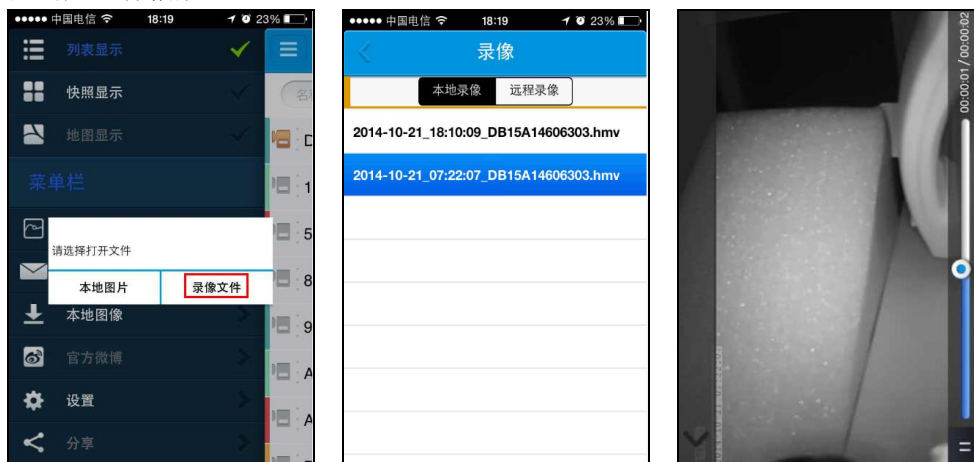 中国电信 18:19 23%
列表显示
快照显示
地图显示
菜单栏
请选择打开文件
本地图片 录像文件
本地图像
官方微博
设置
分享
D
1
5
8
9
A
A
中国电信 18:19 23%
录像
本地录像 远程录像
2014-10-21_18:10:09_DB15A14606303.hmv
2014-10-21_07:22:07_DB15A14606303.hmv
00:00:01/00:00:02